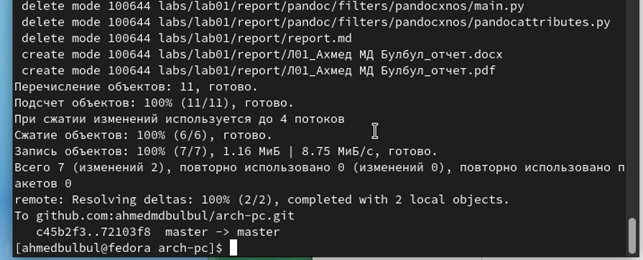 delete mode 100644 labs/lab01/report/pandoc/filters/pandocxnos/main.py
delete mode 100644 labs/lab01/report/pandoc/filters/pandocxnos/pandocattributes.py
delete mode 100644 labs/lab01/report/report.md
create mode 100644 labs/lab01/report/Л01_Ахмед МД Булбул_отчет.docx
create mode 100644 labs/lab01/report/Л01_Ахмед МД Булбул_отчет.pdf
Перечисление объектов: 11, готово.
Подсчет объектов: 100% (11/11), готово.
При сжатии изменений используется до 4 потоков
Сжатие объектов: 100% (6/6), готово.
Запись объектов: 100% (7/7), 1.16 МиБ | 8.75 МиБ/с, готово.
Всего 7 (изменений 2), повторно использовано 0 (изменений 0), повторно использовано п
акетов 0
remote: Resolving deltas: 100% (2/2), completed with 2 local objects.
To github.com:ahmedmdbulbul/arch-pc.git
c45b2f3..72103f8  master -> master
[ahmedbulbul@fedora arch-pc]$